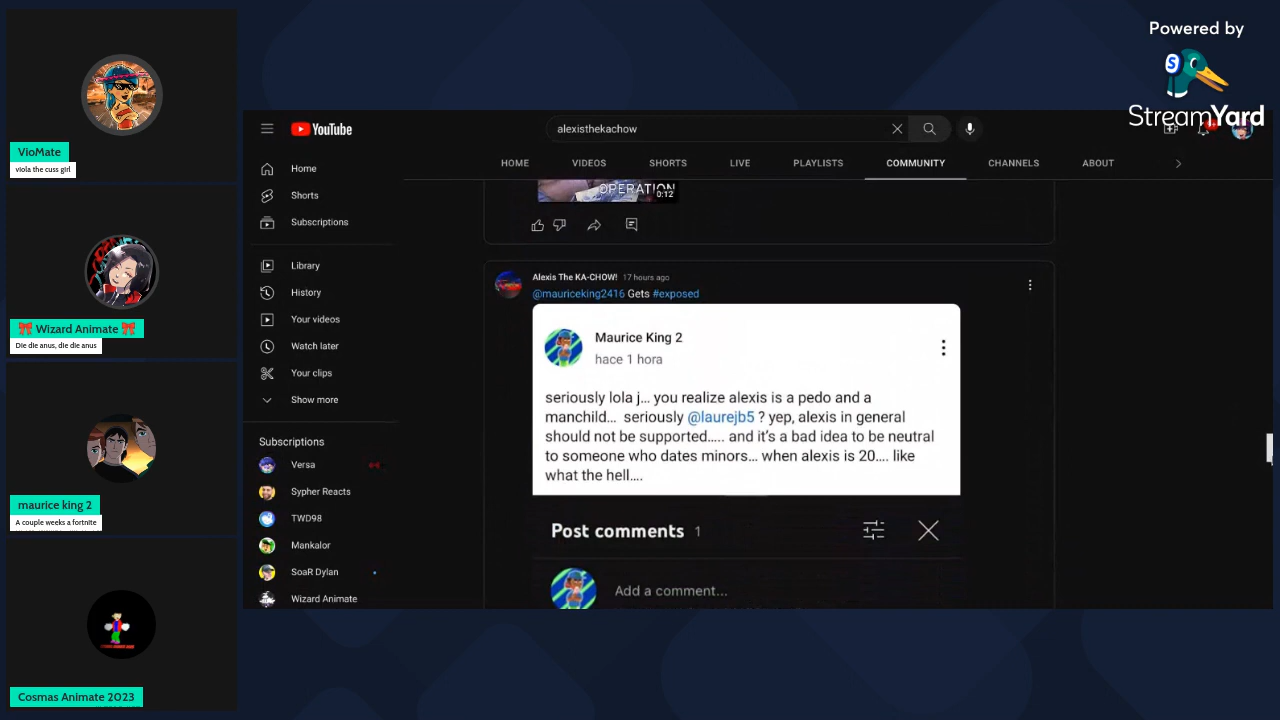 Powered by
StreamYard
VioMate
viola the cuss girl
🎀 Wizard Animate 🎀
Die die anus, die die anus
maurice king 2
A couple weeks a fortnite
Cosmas Animate 2023
YouTube
alexisthekachow
HOME VIDEOS SHORTS LIVE PLAYLISTS COMMUNITY CHANNELS ABOUT
Home
Shorts
Subscriptions
Library
History
Your videos
Watch later
Your clips
Show more
Subscriptions
Versa
Sypher Reacts
TWD98
Mankalor
SoaR Dylan
Wizard Animate
OPERATION
0:12
Alexis The KA-CHOW! 17 hours ago
@mauriceking2416 Gets #exposed
Maurice King 2
hace 1 hora
seriously lola j... you realize alexis is a pedo and a
manchild... seriously @laurejb5 ? yep, alexis in general
should not be supported..... and it's a bad idea to be neutral
to someone who dates minors... when alexis is 20.... like
what the hell....
Post comments 1
Add a comment...